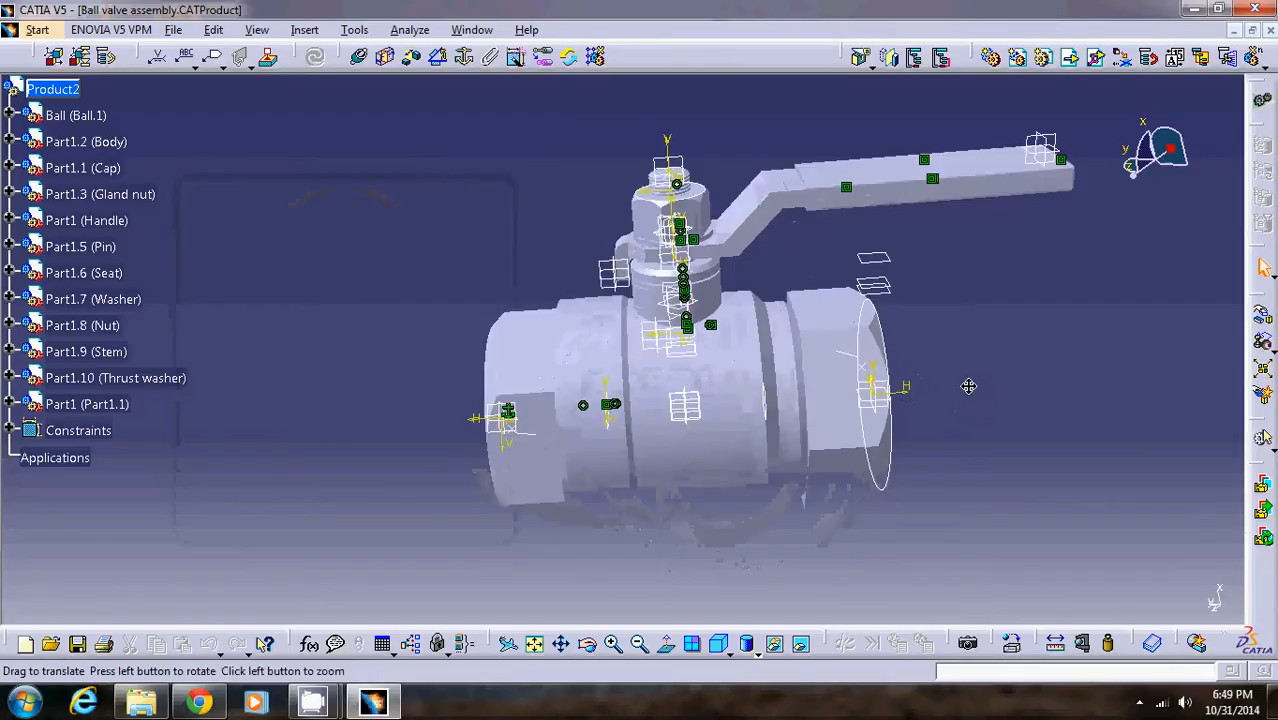 CATIA V5 - [Ball valve assembly.CATProduct]
Start ENOVIA V5 VPM File Edit View Insert Tools Analyze Window Help
Product2
Ball (Ball.1)
Part1.2 (Body)
Part1.1 (Cap)
Part1.3 (Gland nut)
Part1 (Handle)
Part1.5 (Pin)
Part1.6 (Seat)
Part1.7 (Washer)
Part1.8 (Nut)
Part1.9 (Stem)
Part1.10 (Thrust washer)
Part1 (Part1.1)
Constraints
Applications
x
y
z
V
V
V
H
H
V
V
x
ABC
f(x)
CATIA
Drag to translate Press left button to rotate Click left button to zoom
6:49 PM
10/31/2014